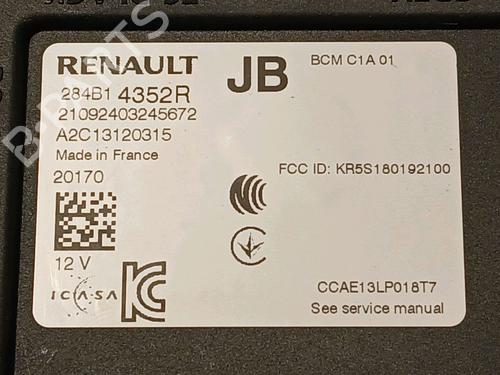 RENAULT JB BCM C1A 01
284B1 4352R
21092403245672
A2C13120315
Made in France
20170
FCC ID: KR5S180192100
12 V
ICASA
CCAE13LP018T7
See service manual